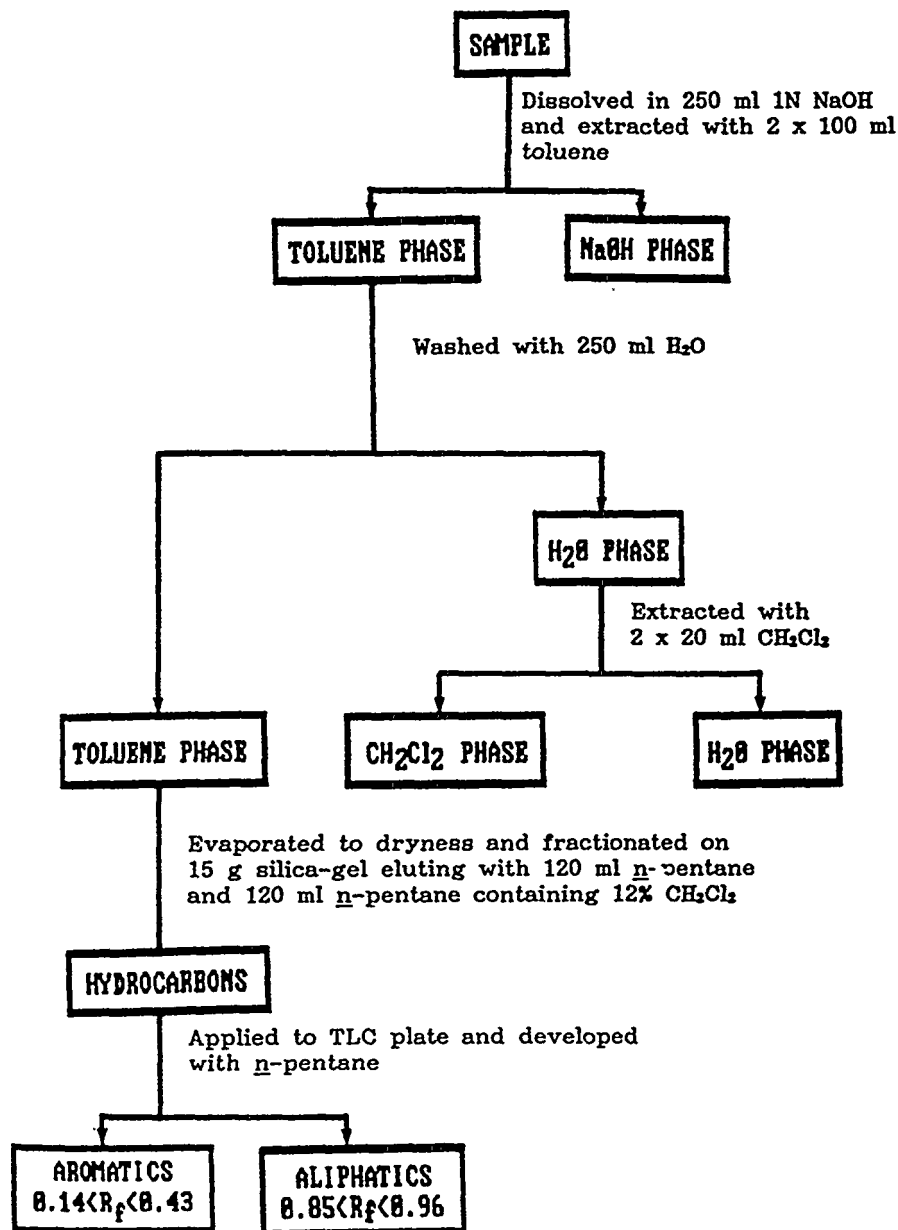 SAMPLE
Dissolved in 250 ml 1N NaOH
and extracted with 2 x 100 ml
toluene
TOLUENE PHASE
NaOH PHASE
Washed with 250 ml H₂O
H₂O PHASE
Extracted with
2 x 20 ml CH₂Cl₂
TOLUENE PHASE
CH₂Cl₂ PHASE
H₂O PHASE
Evaporated to dryness and fractionated on
15 g silica-gel eluting with 120 ml n-pentane
and 120 ml n-pentane containing 12% CH₂Cl₂
HYDROCARBONS
Applied to TLC plate and developed
with n-pentane
AROMATICS
0.14<Rf<0.43
ALIPHATICS
0.85<Rf<0.96